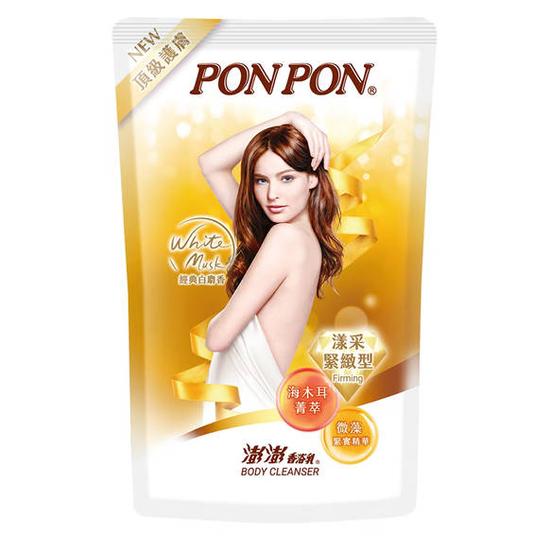 NEW
頂級護膚
PON PON®
White
Musk
經典白麝香
漾采
緊緻型
Firming
海木耳
菁萃
微藻
緊實精華
澎澎香浴乳®
BODY CLEANSER